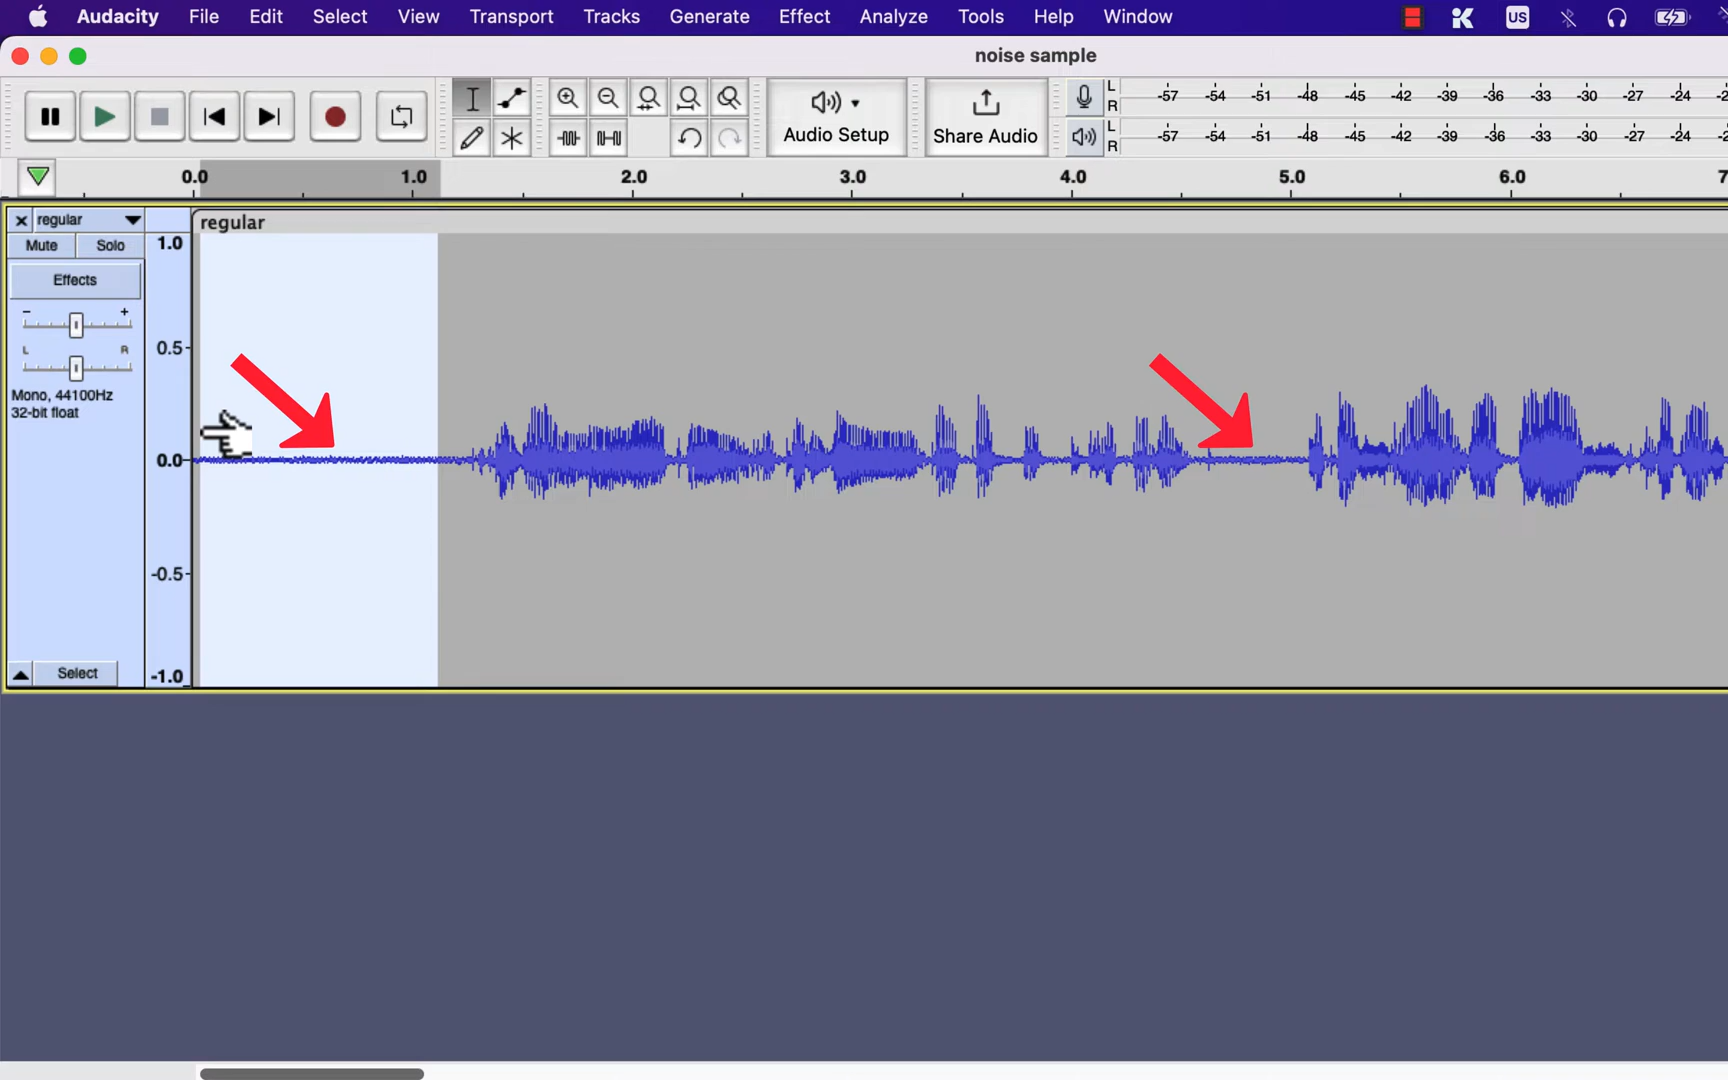 Audacity File Edit Select View Transport Tracks Generate Effect Analyze Tools Help Window US
noise sample
L -57 -54 -51 -48 -45 -42 -39 -36 -33 -30 -27 -24
R
Audio Setup Share Audio
L -57 -54 -51 -48 -45 -42 -39 -36 -33 -30 -27 -24
R
0.0 1.0 2.0 3.0 4.0 5.0 6.0 7
regular
regular
Mute Solo
1.0
Effects
- +
0.5
L R
Mono, 44100Hz
32-bit float
0.0
-0.5
Select
-1.0